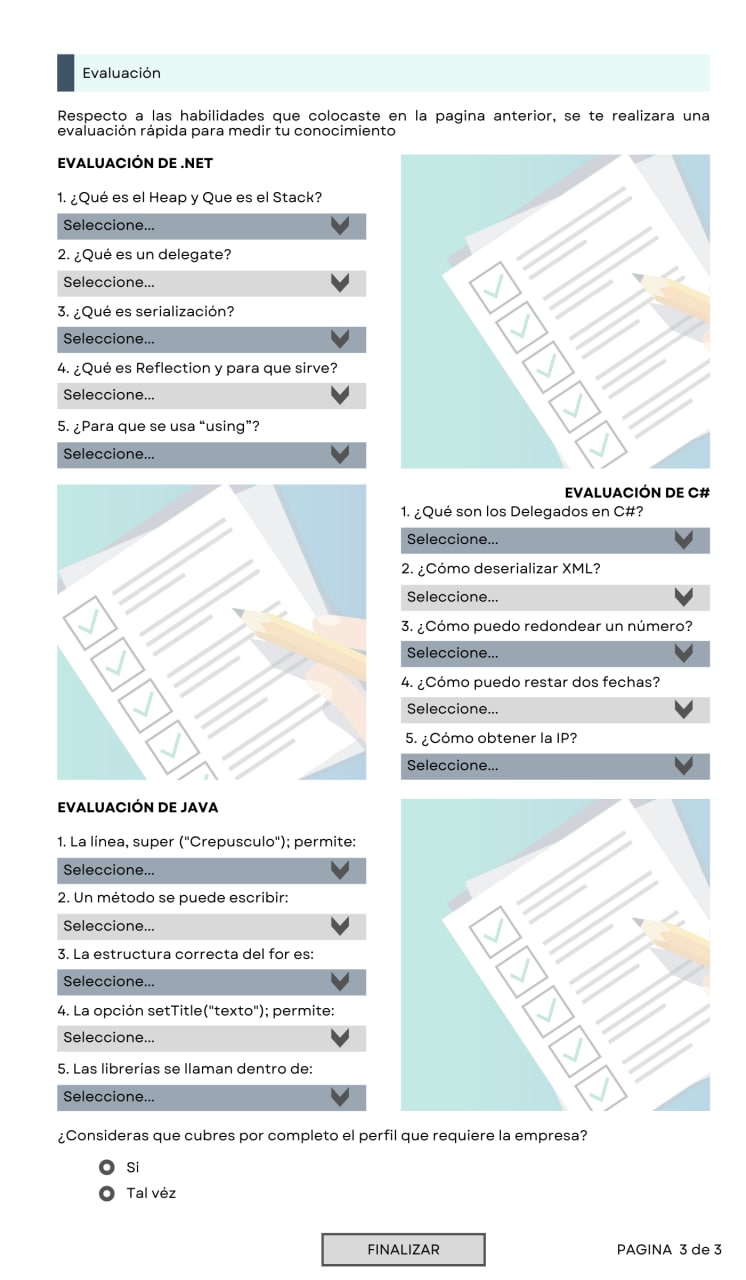 Evaluación
Respecto a las habilidades que colocaste en la pagina anterior, se te realizara una
evaluación rápida para medir tu conocimiento
EVALUACIÓN DE .NET
1. ¿Qué es el Heap y Que es el Stack?
Seleccione...
2. ¿Qué es un delegate?
Seleccione...
3. ¿Qué es serialización?
Seleccione...
4. ¿Qué es Reflection y para que sirve?
Seleccione...
5. ¿Para que se usa “using”?
Seleccione...
EVALUACIÓN DE C#
1. ¿Qué son los Delegados en C#?
Seleccione...
2. ¿Cómo deserializar XML?
Seleccione...
3. ¿Cómo puedo redondear un número?
Seleccione...
4. ¿Cómo puedo restar dos fechas?
Seleccione...
5. ¿Cómo obtener la IP?
Seleccione...
EVALUACIÓN DE JAVA
1. La línea, super ("Crepusculo"); permite:
Seleccione...
2. Un método se puede escribir:
Seleccione...
3. La estructura correcta del for es:
Seleccione...
4. La opción setTitle("texto"); permite:
Seleccione...
5. Las librerías se llaman dentro de:
Seleccione...
¿Consideras que cubres por completo el perfil que requiere la empresa?
Si
Tal véz
FINALIZAR
PAGINA 3 de 3